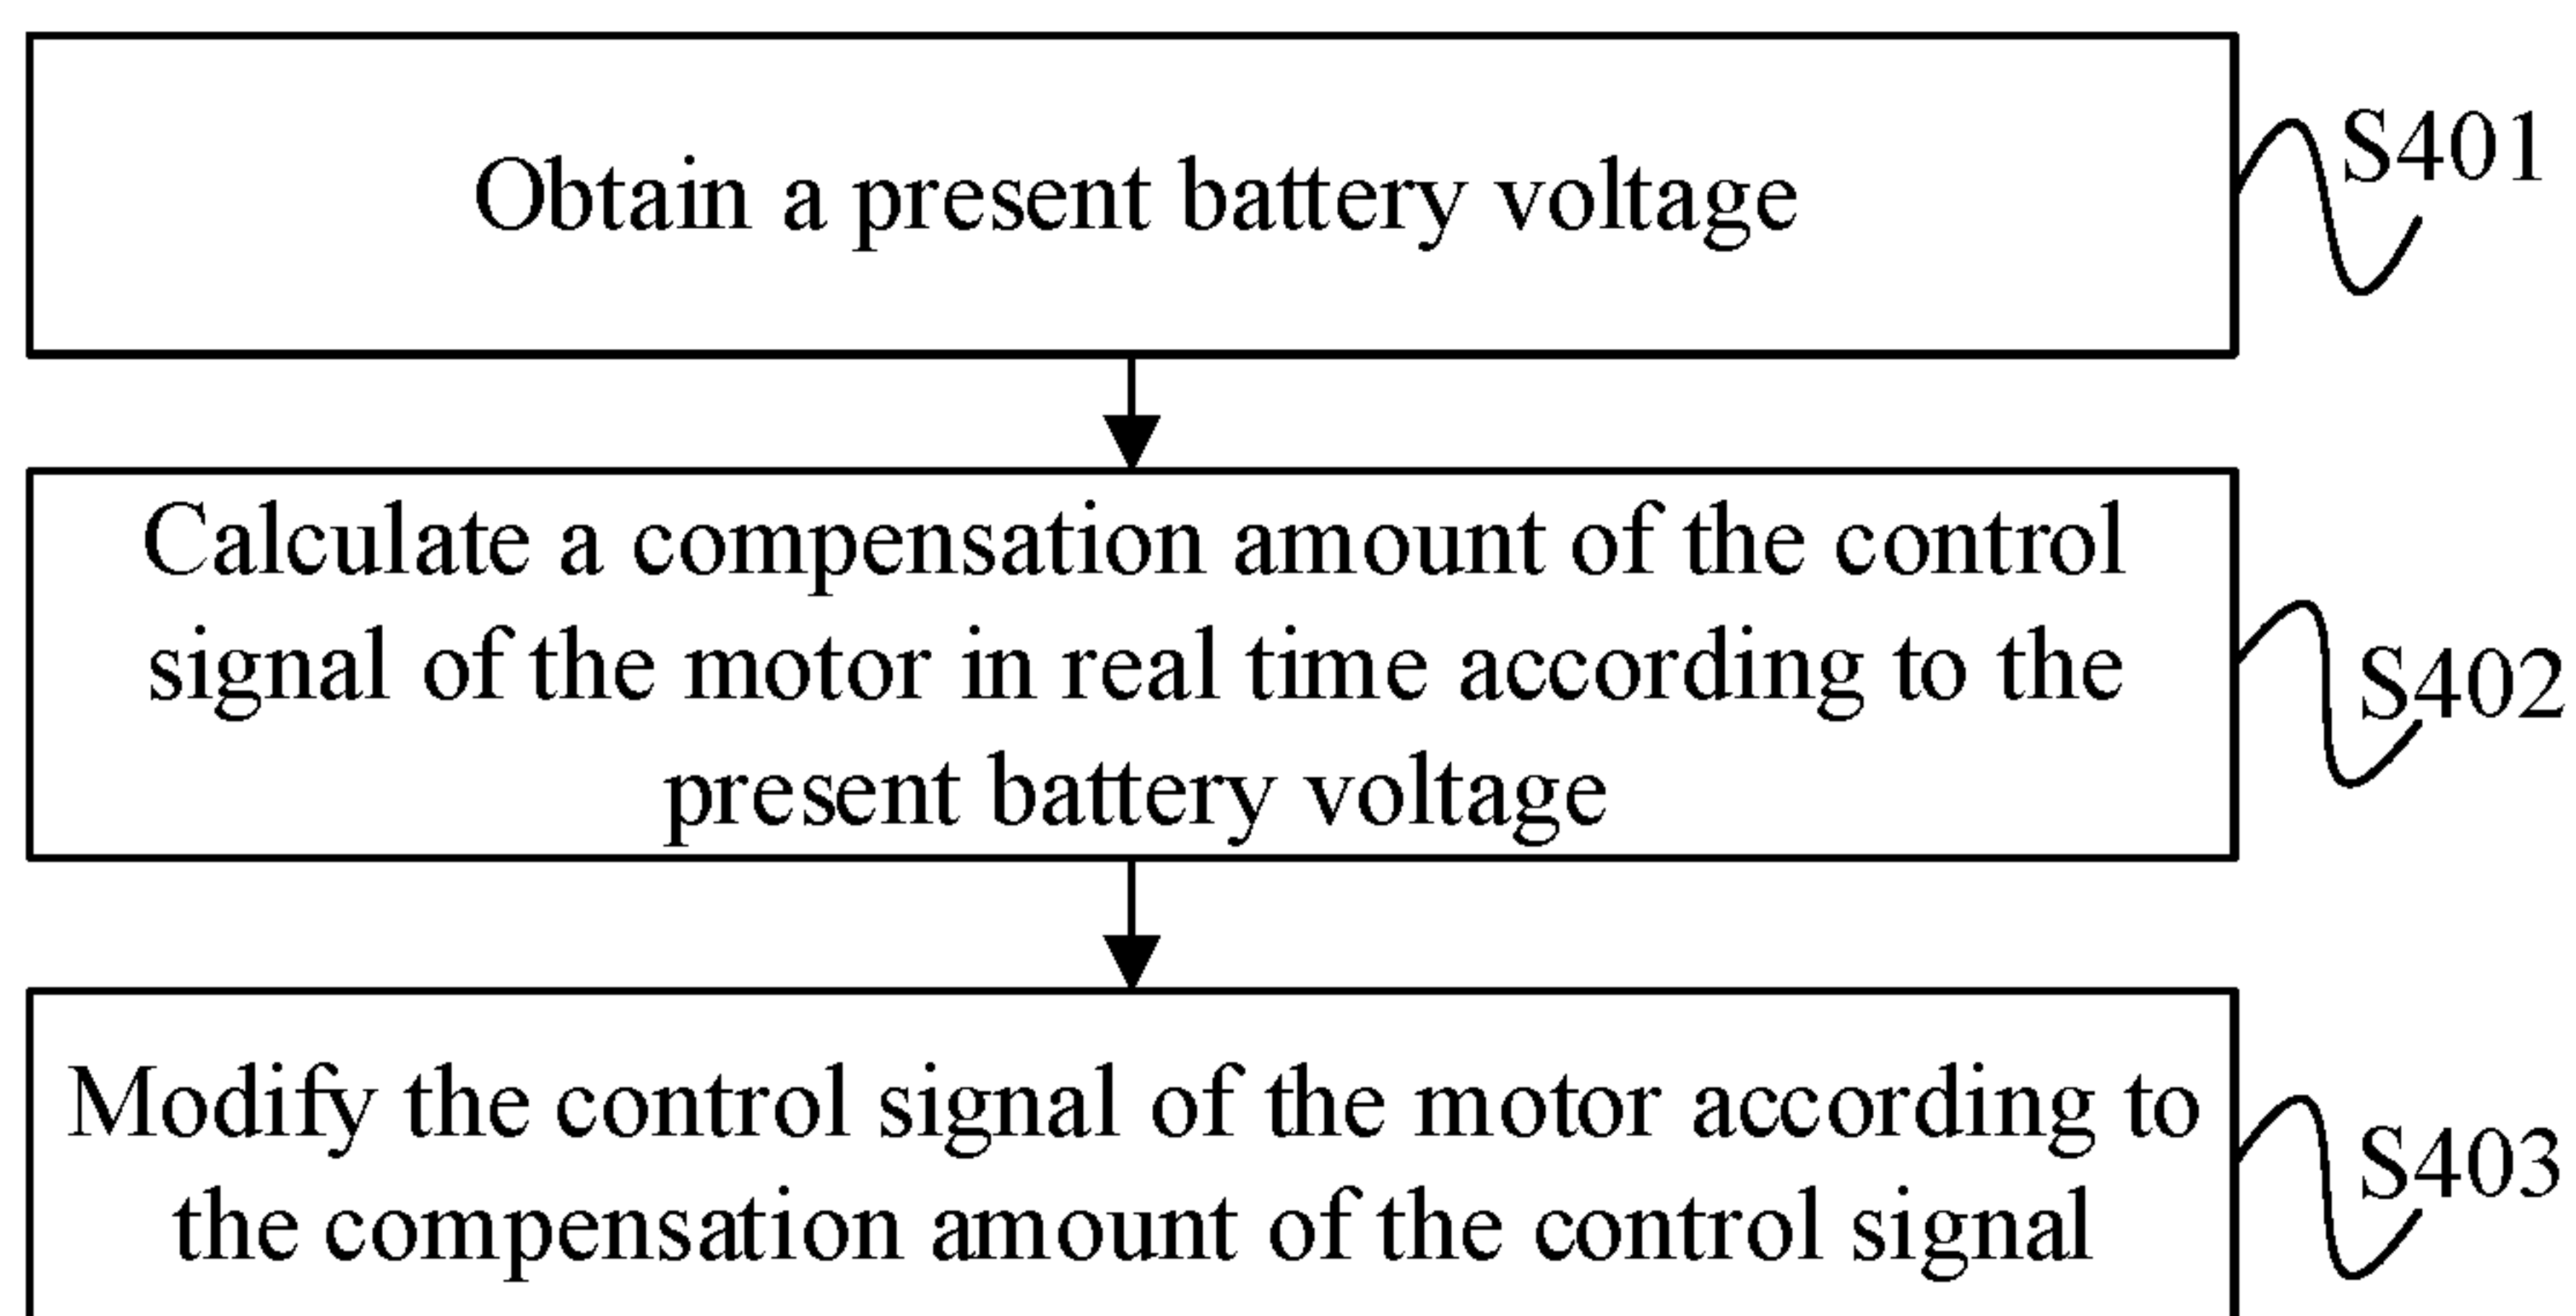 Obtain a present battery voltage
S401
Calculate a compensation amount of the control
signal of the motor in real time according to the
present battery voltage
S402
Modify the control signal of the motor according to
the compensation amount of the control signal
S403